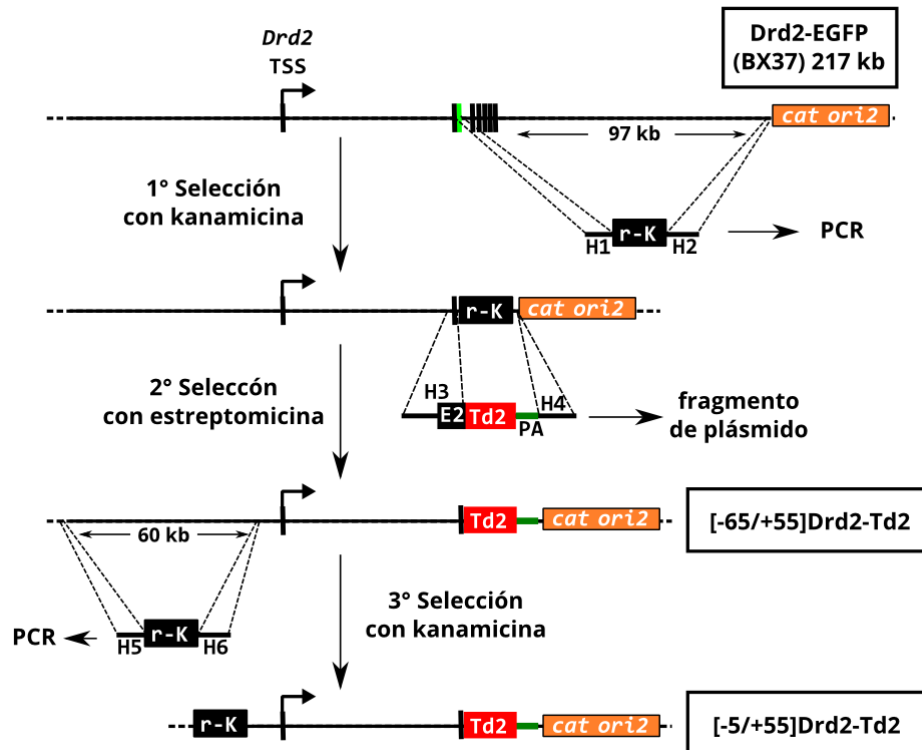 Drd2
TSS
Drd2-EGFP
(BX37) 217 kb
cat ori2
97 kb
1° Selección
con kanamicina
H1
r-K
H2
PCR
r-K
cat ori2
2° Seleccón
con estreptomicina
H3
E2
Td2
PA
H4
fragmento
de plásmido
60 kb
Td2
cat ori2
[-65/+55]Drd2-Td2
PCR
H5
r-K
H6
3° Selección
con kanamicina
r-K
Td2
cat ori2
[-5/+55]Drd2-Td2